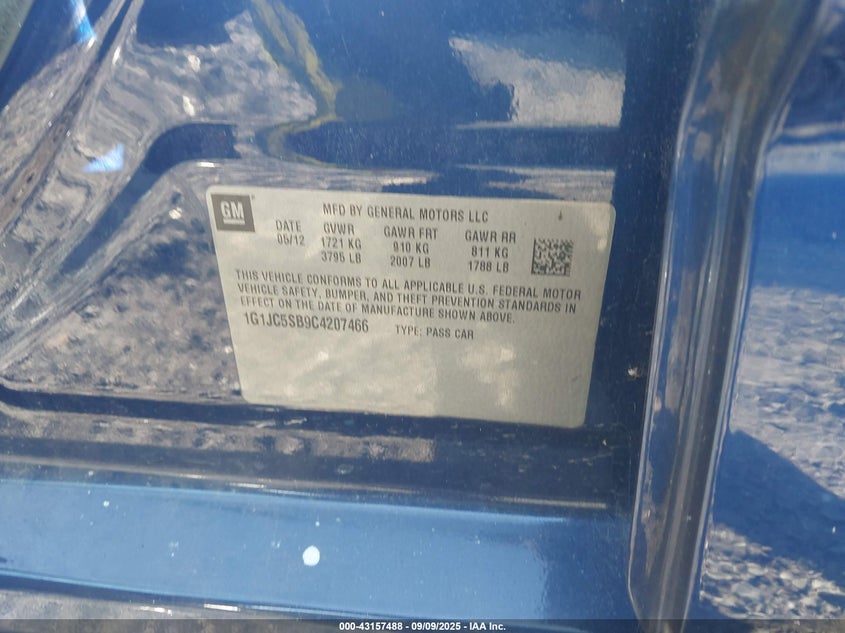 GM
MFD BY GENERAL MOTORS LLC
DATE GVWR GAWR FRT GAWR RR
05/12 1721 KG 910 KG 811 KG
3795 LB 2007 LB 1788 LB
THIS VEHICLE CONFORMS TO ALL APPLICABLE U.S. FEDERAL MOTOR
VEHICLE SAFETY, BUMPER, AND THEFT PREVENTION STANDARDS IN
EFFECT ON THE DATE OF MANUFACTURE SHOWN ABOVE.
1G1JC5SB9C4207466 TYPE: PASS CAR
000-43157488 - 09/09/2025 - IAA Inc.